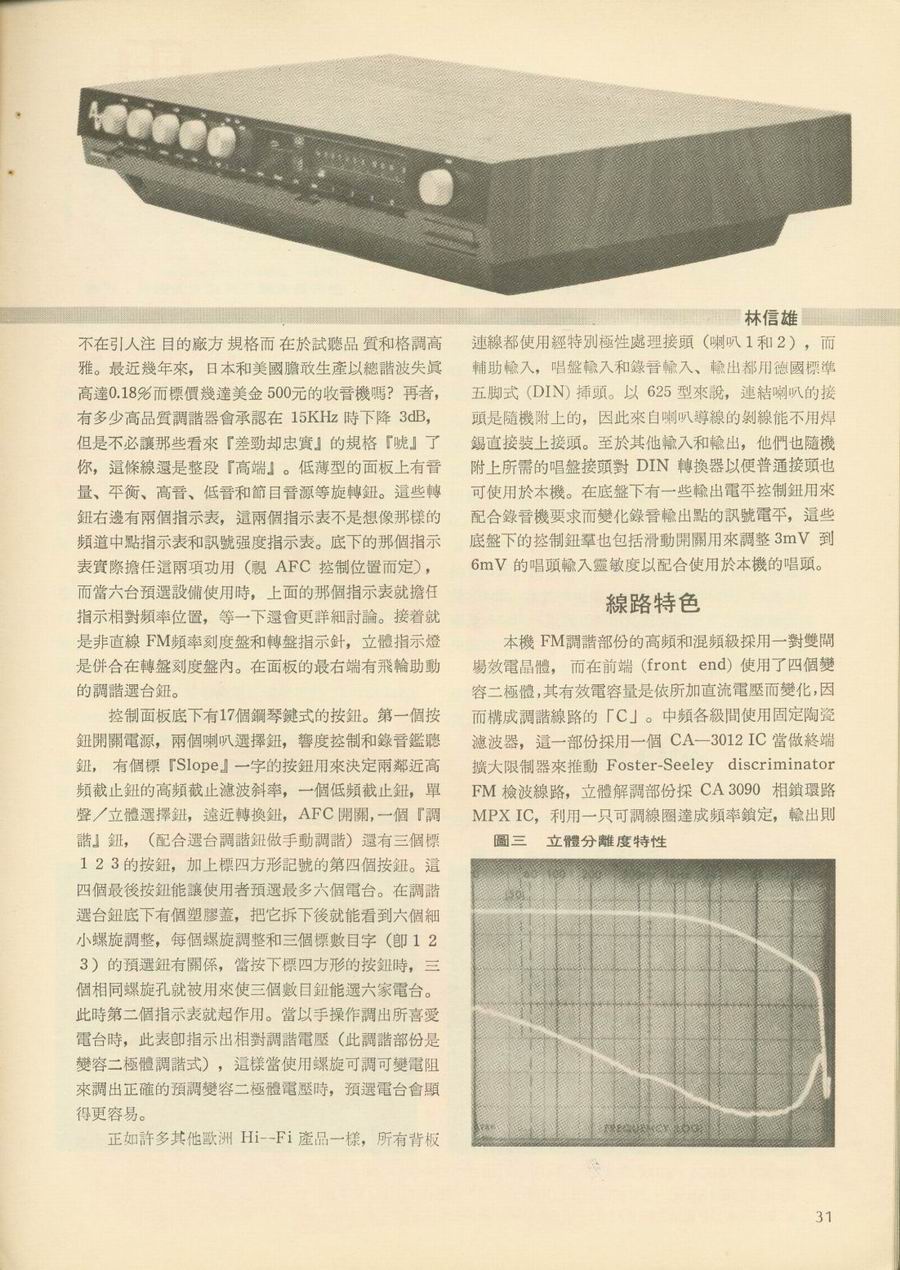 林信雄
不在引人注 目的廠方 規格而 在於試聽品 質和格調高
雅。最近幾年來，日本和美國膽敢生產以總諧波失眞
高達0.18%而標價幾達美金 500元的收音機嗎？再者，
有多少高品質調諧器會承認在 15KHz 時下降 3dB,
但是不必讓那些看來『差勁却忠實』的規格『唬』了
你，這條線還是整段『高端』。低薄型的面板上有音
量、平衡、高音、低音和節目音源等旋轉鈕。這些轉
鈕右邊有兩個指示表，這兩個指示表不是想像那樣的
頻道中點指示表和訊號强度指示表。底下的那個指示
表實際擔任這兩項功用（視 AFC 控制位置而定），
而當六台預選設備使用時，上面的那個指示表就擔任
指示相對頻率位置，等一下還會更詳細討論。接着就
是非直線 FM頻率刻度盤和轉盤指示針，立體指示燈
是併合在轉盤刻度盤內。在面板的最右端有飛輪助動
的調諧選台鈕。
控制面板底下有17個鋼琴鍵式的按鈕。第一個按
鈕開關電源，兩個喇叭選擇鈕，響度控制和錄音鑑聽
鈕， 有個標『Slope』一字的按鈕用來決定兩鄰近高
頻截止鈕的高頻截止濾波斜率，一個低頻截止鈕，單
聲／立體選擇鈕，遠近轉換鈕，AFC開關,一個『調
諧』鈕，（配合選台調諧鈕做手動調諧）還有三個標
1 2 3的按鈕，加上標四方形記號的第四個按鈕。這
四個最後按鈕能讓使用者預選最多六個電台。在調諧
選台鈕底下有個塑膠蓋，把它拆下後就能看到六個細
小螺旋調整，每個螺旋調整和三個標數目字（卽1 2
3）的預選鈕有關係，當按下標四方形的按鈕時，三
個相同螺旋孔就被用來使三個數目鈕能選六家電台。
此時第二個指示表就起作用。當以手操作調出所喜愛
電台時，此表卽指示出相對調諧電壓（此調諧部份是
變容二極體調諧式），這樣當使用螺旋可調可變電阻
來調出正確的預調變容二極體電壓時，預選電台會顯
得更容易。
正如許多其他歐洲 Hi--Fi 產品一樣，所有背板
連線都使用經特別極性處理接頭（喇叭1和2），而
輔助輸入，唱盤輸入和錄音輸入、輸出都用德國標準
五脚式 (DIN) 插頭。以 625 型來說，連結喇叭的接
頭是隨機附上的，因此來自喇叭導線的剝線能不用焊
錫直接裝上接頭。至於其他輸入和輸出，他們也隨機
附上所需的唱盤接頭對 DIN 轉換器以便普通接頭也
可使用於本機。在底盤下有一些輸出電平控制鈕用來
配合錄音機要求而變化錄音輸出點的訊號電平，這些
底盤下的控制鈕羣也包括滑動開關用來調整 3mV 到
6mV 的唱頭輸入靈敏度以配合使用於本機的唱頭。
線路特色
本機 FM調諧部份的高頻和混頻級採用一對雙閘
場效電晶體， 而在前端 (front end) 使用了四個變
容二極體,其有效電容量是依所加直流電壓而變化,因
而構成調諧線路的「C」。中頻各級間使用固定陶瓷
濾波器，這一部份採用一個 CA—3012 IC 當做終端
擴大限制器來推動 Foster-Seeley discriminator
FM 檢波線路，立體解調部份採 CA 3090 相鎖環路
MPX IC，利用一只可調線圈達成頻率鎖定，輸出則
圖三 立體分離度特性
FREQUENCY (LOG)
31